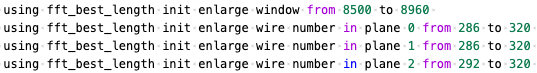 using fft_best_length init enlarge window from 8500 to 8960
using fft_best_length init enlarge wire number in plane 0 from 286 to 320
using fft_best_length init enlarge wire number in plane 1 from 286 to 320
using fft_best_length init enlarge wire number in plane 2 from 292 to 320